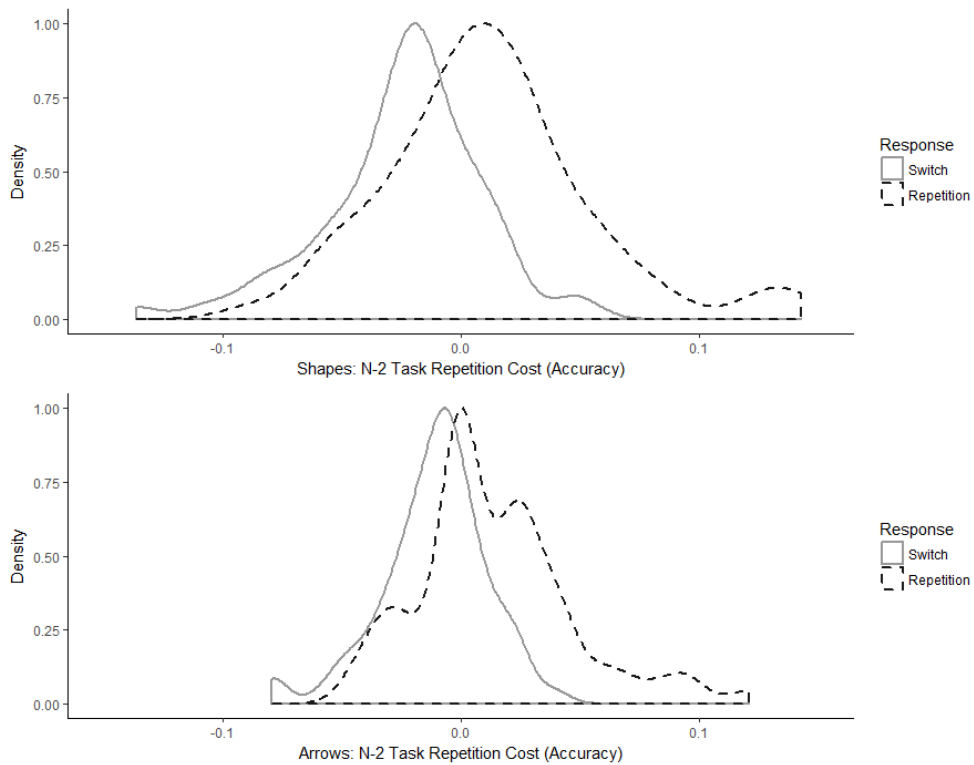 1.00
0.75
0.50
0.25
0.00
Density
-0.1
0.0
0.1
Shapes: N-2 Task Repetition Cost (Accuracy)
Response
Switch
Repetition
1.00
0.75
0.50
0.25
0.00
Density
-0.1
0.0
0.1
Arrows: N-2 Task Repetition Cost (Accuracy)
Response
Switch
Repetition